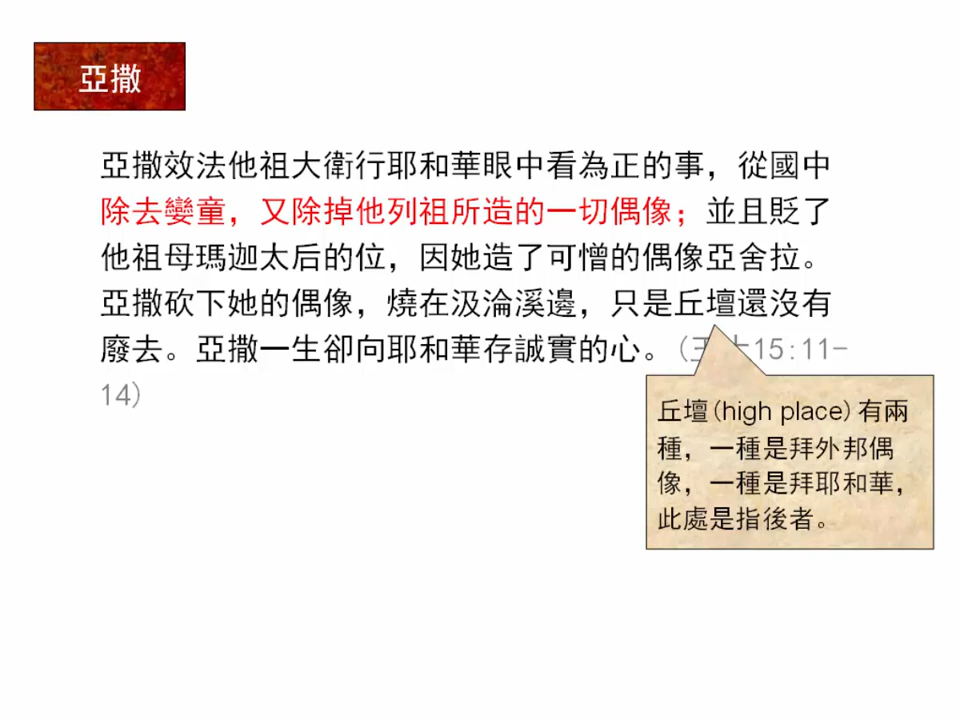 亞撒
亞撒效法他祖大衛行耶和華眼中看為正的事，從國中
除去孌童，又除掉他列祖所造的一切偶像；並且貶了
他祖母瑪迦太后的位，因她造了可憎的偶像亞舍拉。
亞撒砍下她的偶像，燒在汲淪溪邊，只是丘壇還沒有
廢去。亞撒一生卻向耶和華存誠實的心。(王上15:11-
14)
丘壇(high place)有兩
種，一種是拜外邦偶
像，一種是拜耶和華，
此處是指後者。